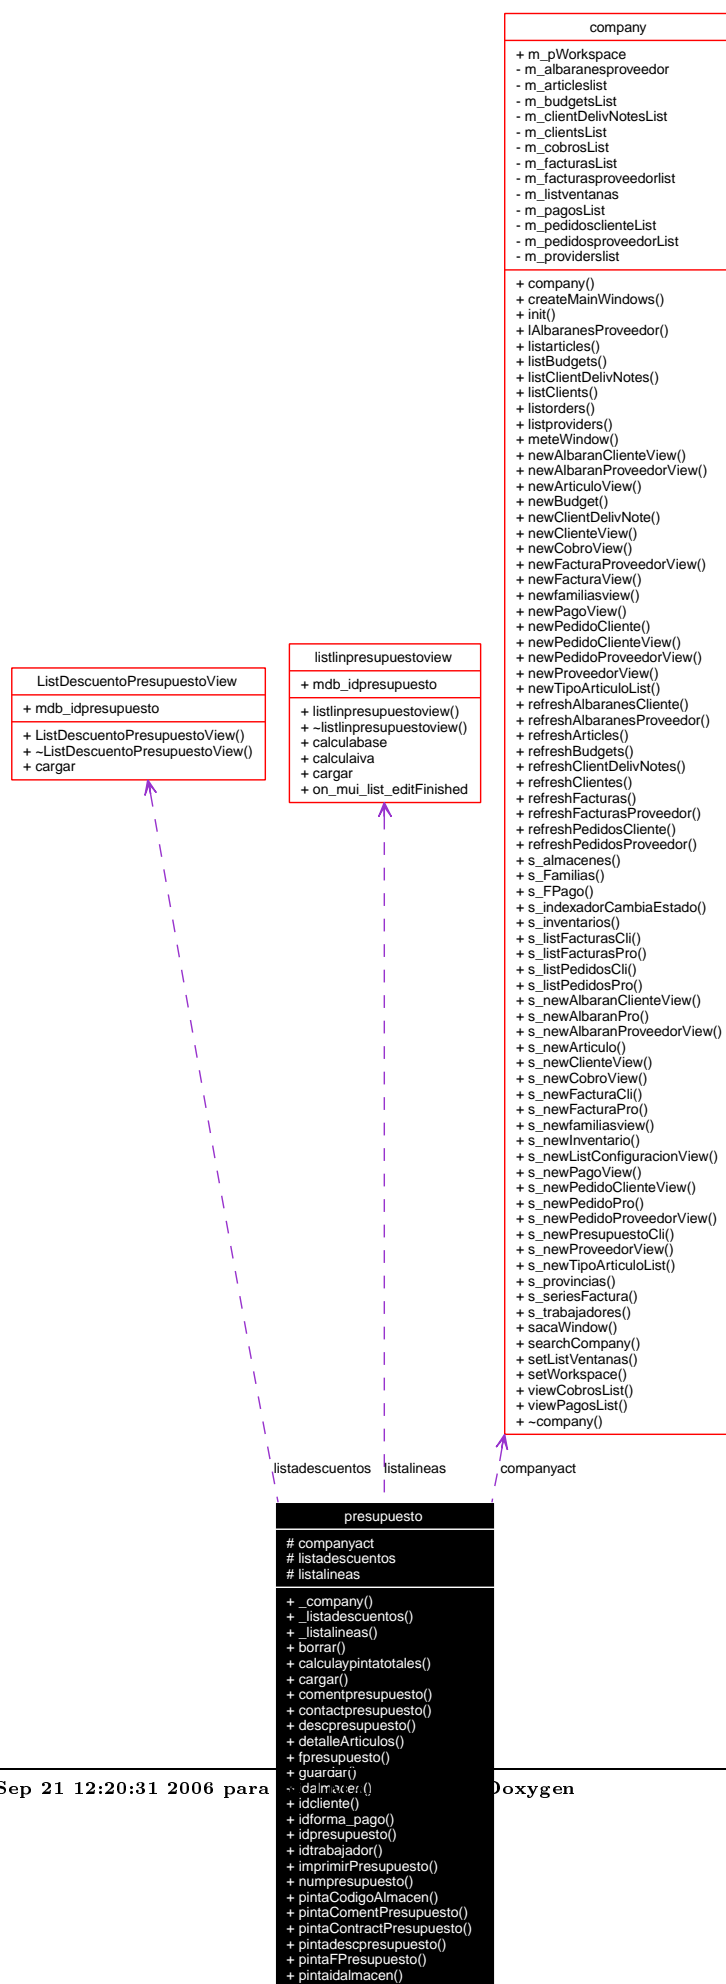 company
+ m_pWorkspace
- m_albaranesproveedor
- m_articleslist
- m_budgetsList
- m_clientDelivNotesList
- m_clientsList
- m_cobrosList
- m_facturasList
- m_facturasproveedorlist
- m_listventanas
- m_pagosList
- m_pedidosclienteList
- m_pedidosproveedorList
- m_providerslist
+ company()
+ createMainWindows()
+ init()
+ lAlbaranesProveedor()
+ listarticles()
+ listBudgets()
+ listClientDelivNotes()
+ listClients()
+ listorders()
+ listproviders()
+ meteWindow()
+ newAlbaranClienteView()
+ newAlbaranProveedorView()
+ newArticuloView()
+ newBudget()
+ newClientDelivNote()
+ newClienteView()
+ newCobroView()
+ newFacturaProveedorView()
+ newFacturaView()
+ newfamiliasview()
+ newPagoView()
+ newPedidoCliente()
+ newPedidoClienteView()
+ newPedidoProveedorView()
+ newProveedorView()
+ newTipoArticuloList()
+ refreshAlbaranesCliente()
+ refreshAlbaranesProveedor()
+ refreshArticles()
+ refreshBudgets()
+ refreshClientDelivNotes()
+ refreshClientes()
+ refreshFacturas()
+ refreshFacturasProveedor()
+ refreshPedidosCliente()
+ refreshPedidosProveedor()
+ s_almacenes()
+ s_Familias()
+ s_FPago()
+ s_indexadorCambiaEstado()
+ s_inventarios()
+ s_listFacturasCli()
+ s_listFacturasPro()
+ s_listPedidosCli()
+ s_listPedidosPro()
+ s_newAlbaranClienteView()
+ s_newAlbaranPro()
+ s_newAlbaranProveedorView()
+ s_newArticulo()
+ s_newClienteView()
+ s_newCobroView()
+ s_newFacturaCli()
+ s_newFacturaPro()
+ s_newfamiliasview()
+ s_newInventario()
+ s_newListConfiguracionView()
+ s_newPagoView()
+ s_newPedidoClienteView()
+ s_newPedidoPro()
+ s_newPedidoProveedorView()
+ s_newPresupuestoCli()
+ s_newProveedorView()
+ s_newTipoArticuloList()
+ s_provincias()
+ s_seriesFactura()
+ s_trabajadores()
+ sacaWindow()
+ searchCompany()
+ setListVentanas()
+ setWorkspace()
+ viewCobrosList()
+ viewPagosList()
+ ~company()
ListDescuentoPresupuestoView
+ mdb_idpresupuesto
+ ListDescuentoPresupuestoView()
+ ~ListDescuentoPresupuestoView()
+ cargar
listlinpresupuestoview
+ mdb_idpresupuesto
+ listlinpresupuestoview()
+ ~listlinpresupuestoview()
+ calculabase
+ calculaiva
+ cargar
+ on_mui_list_editFinished
listadescuentos listalineas companyact
presupuesto
# companyact
# listadescuentos
# listalineas
+ _company()
+ _listadescuentos()
+ _listalineas()
+ borrar()
+ calculaypintatotales()
+ cargar()
+ comentpresupuesto()
+ contactpresupuesto()
+ descpresupuesto()
+ detalleArticulos()
+ fpresupuesto()
+ guardar()
Sep 21 12:20:31 2006 para + idalmacen() Doxygen
+ idcliente()
+ idforma_pago()
+ idpresupuesto()
+ idtrabajador()
+ imprimirPresupuesto()
+ numpresupuesto()
+ pintaCodigoAlmacen()
+ pintaComentPresupuesto()
+ pintaContractPresupuesto()
+ pintadescpresupuesto()
+ pintaFPresupuesto()
+ pintaidalmacen()